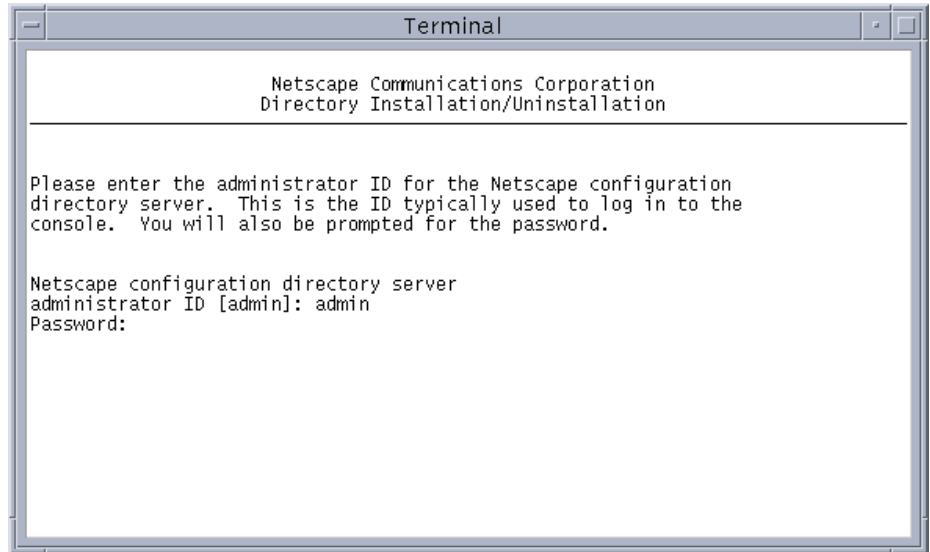 Terminal
Netscape Communications Corporation
Directory Installation/Uninstallation
Please enter the administrator ID for the Netscape configuration
directory server.  This is the ID typically used to log in to the
console.  You will also be prompted for the password.
Netscape configuration directory server
administrator ID [admin]: admin
Password: